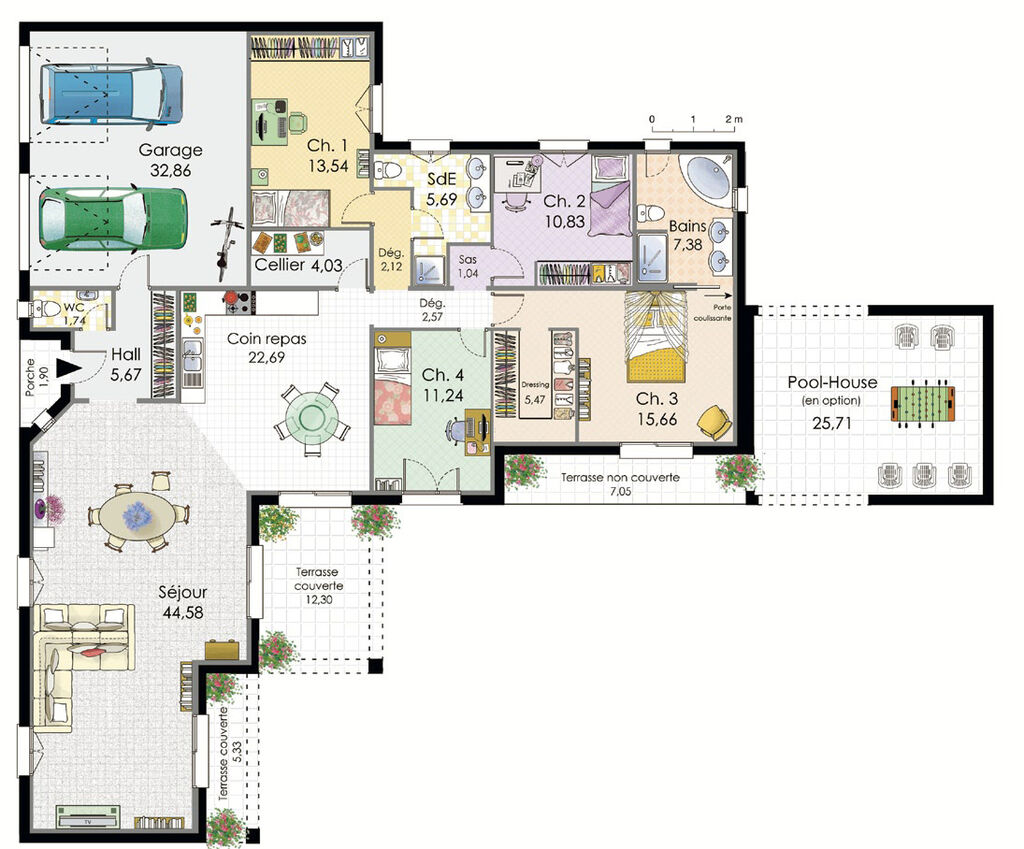 0 1 2 m
Garage
32,86
Ch. 1
13,54
SdE
5,69
Ch. 2
10,83
Bains
7,38
Dég.
2,12
Sas
1,04
Cellier 4,03
WC
1,74
Hall
5,67
Porche
1,90
Coin repas
22,69
Dég.
2,57
Ch. 4
11,24
Dressing
5,47
Ch. 3
15,66
Porte
coulissante
Pool-House
(en option)
25,71
Terrasse non couverte
7,05
Séjour
44,58
Terrasse
couverte
12,30
Terrasse couverte
5,33
TV